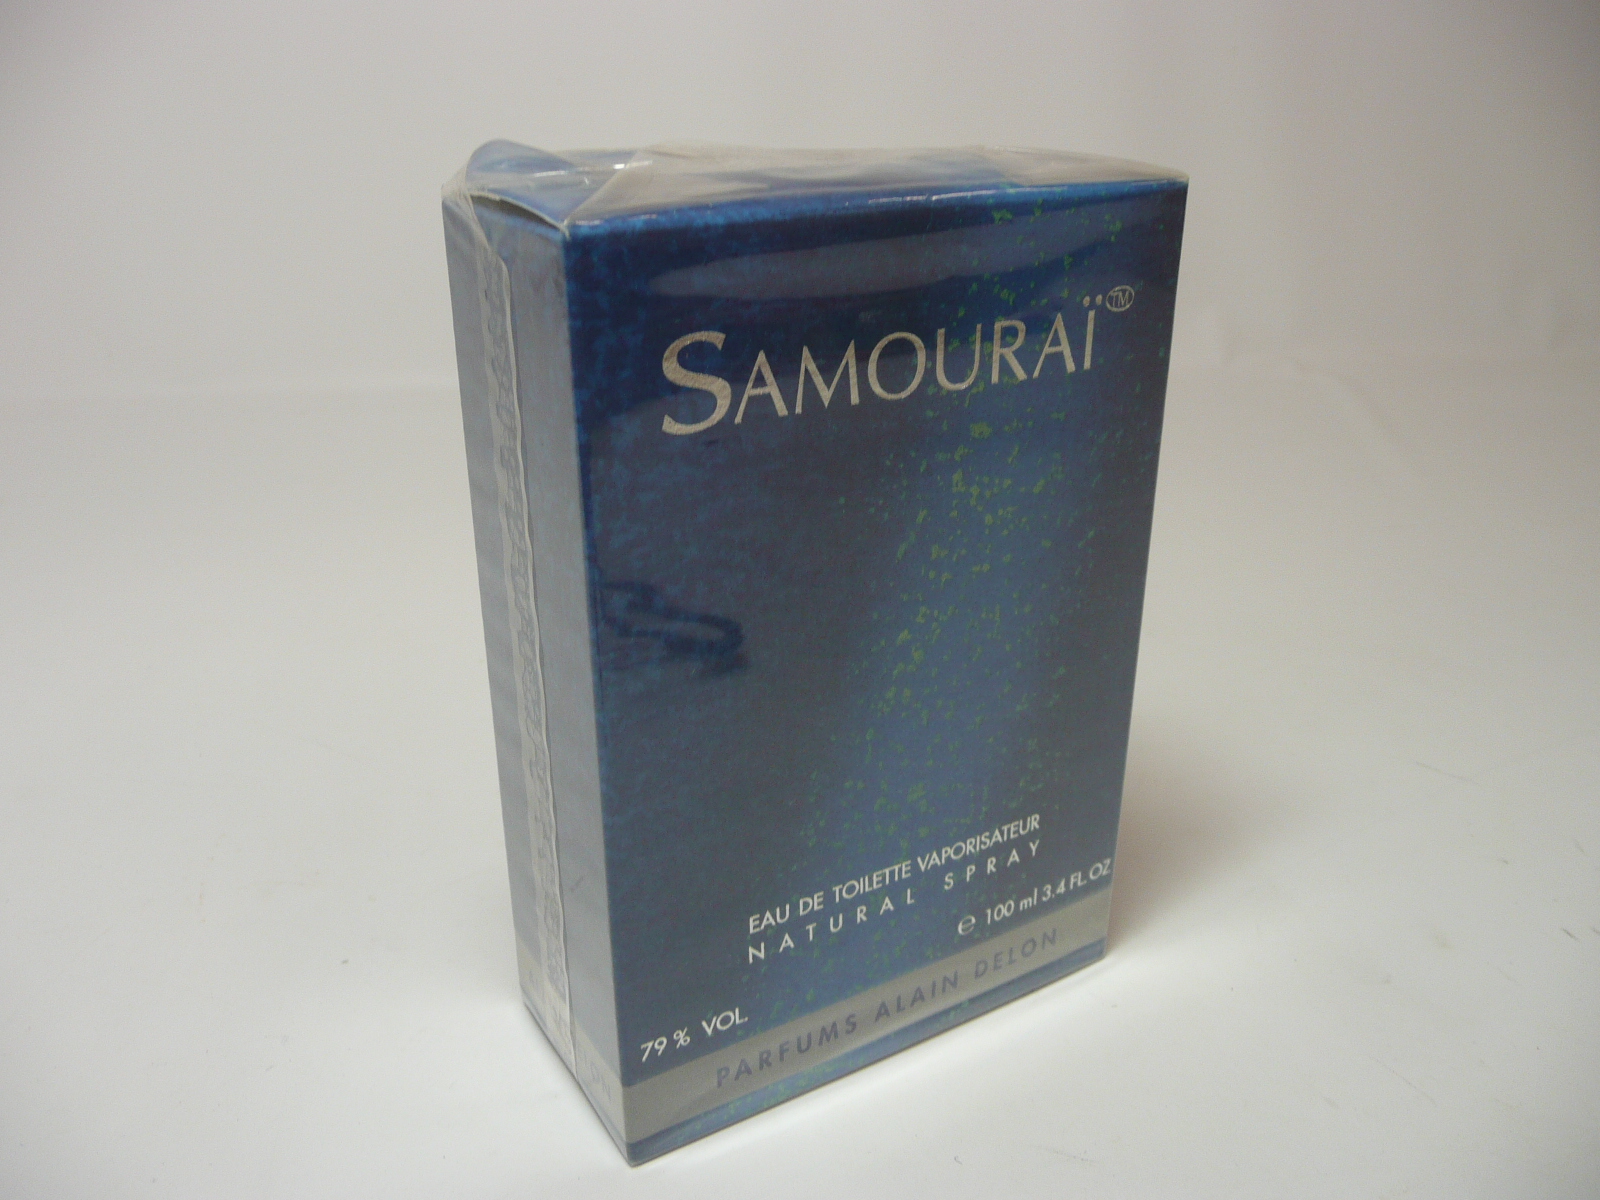 SAMOURAÏ™
EAU DE TOILETTE VAPORISATEUR
NATURAL SPRAY
℮ 100 ml 3.4 FL.OZ
79% VOL.
PARFUMS ALAIN DELON